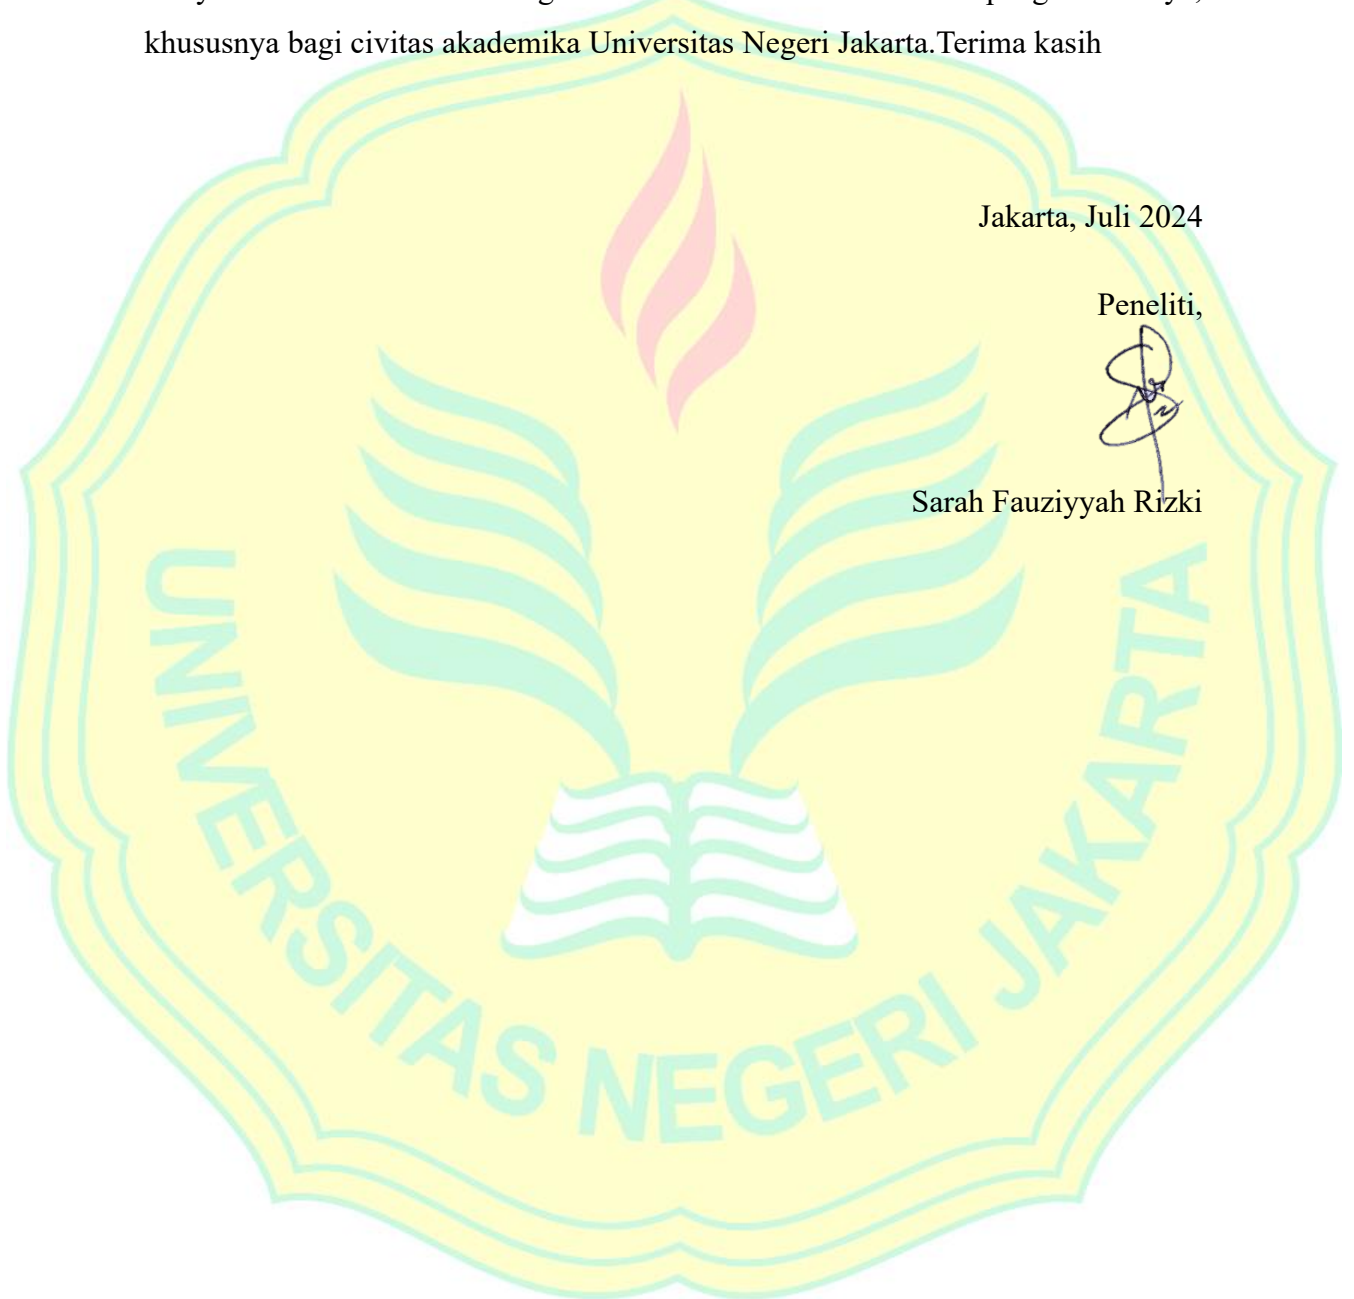 khususnya bagi civitas akademika Universitas Negeri Jakarta.Terima kasih
Jakarta, Juli 2024
Peneliti,
Sarah Fauziyyah Rizki
UNIVERSITAS NEGERI JAKARTA